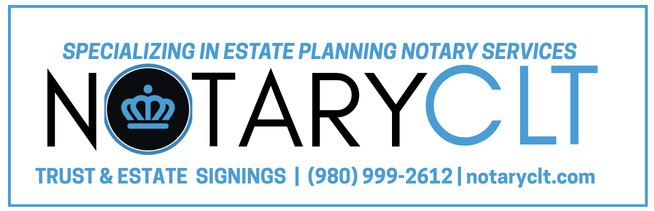 SPECIALIZING IN ESTATE PLANNING NOTARY SERVICES
NOTARYCLT
TRUST & ESTATE SIGNINGS | (980) 999-2612 | notaryclt.com